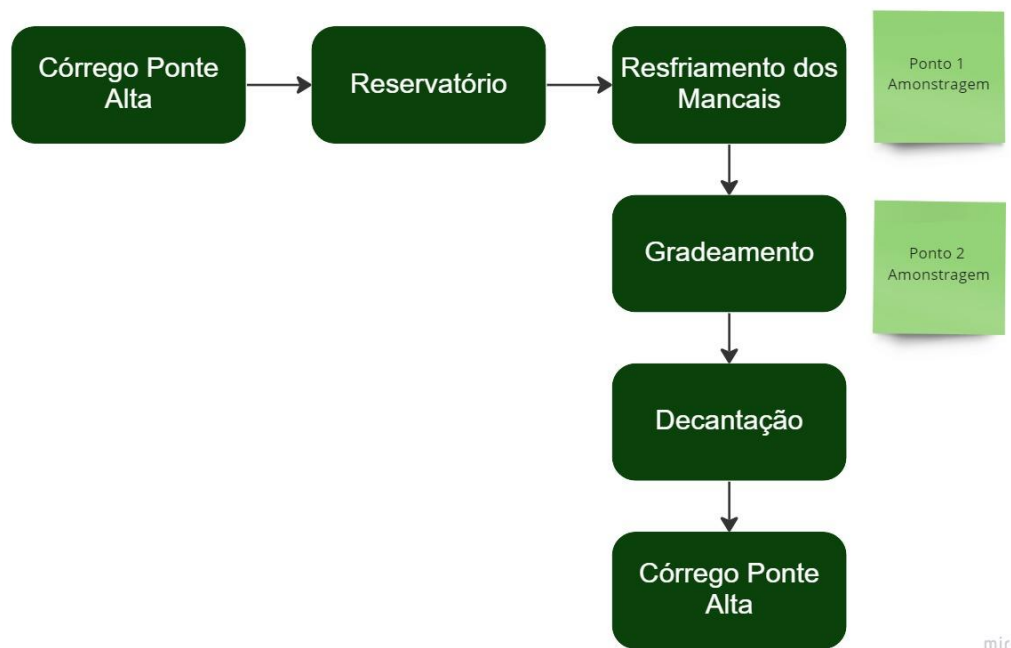 Córrego Ponte
Alta
Reservatório
Resfriamento dos
Mancais
Ponto 1
Amonstragem
Gradeamento
Ponto 2
Amonstragem
Decantação
Córrego Ponte
Alta